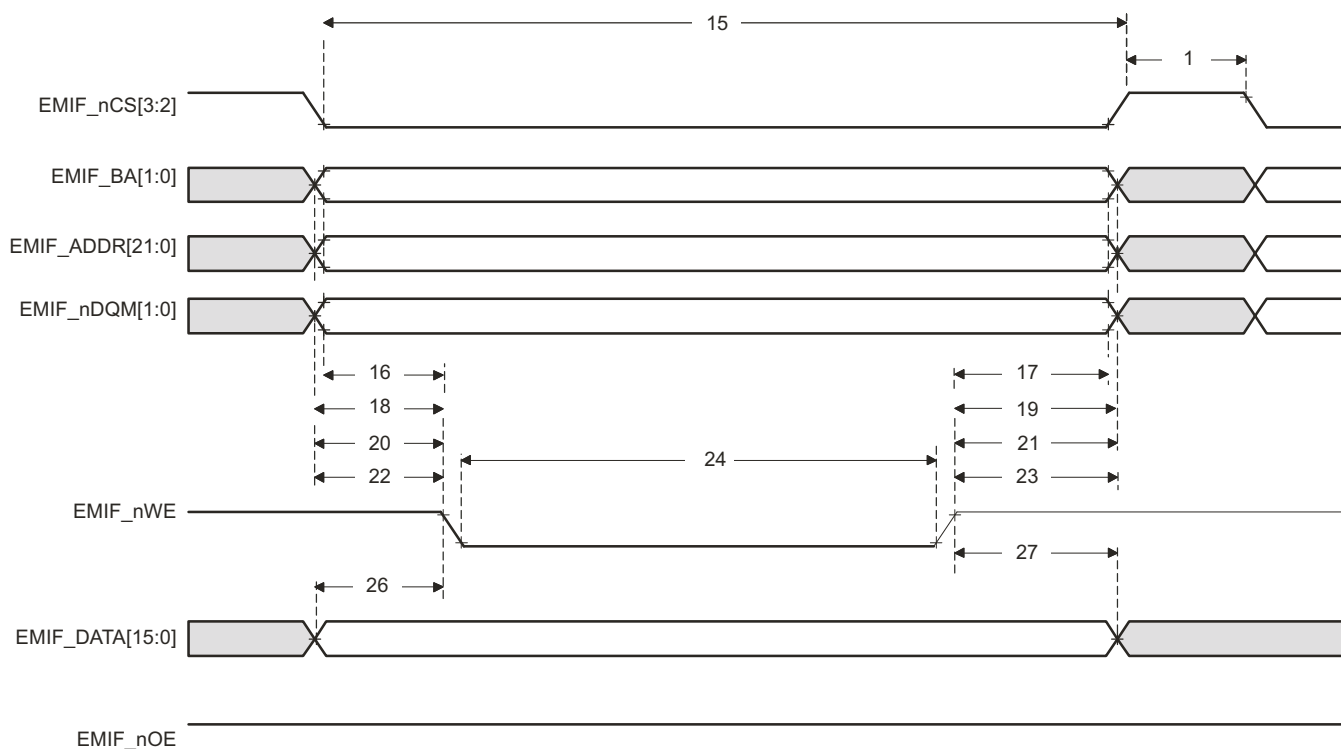 15
1
EMIF_nCS[3:2]
EMIF_BA[1:0]
EMIF_ADDR[21:0]
EMIF_nDQM[1:0]
16
17
18
19
20
21
24
22
23
EMIF_nWE
27
26
EMIF_DATA[15:0]
EMIF_nOE